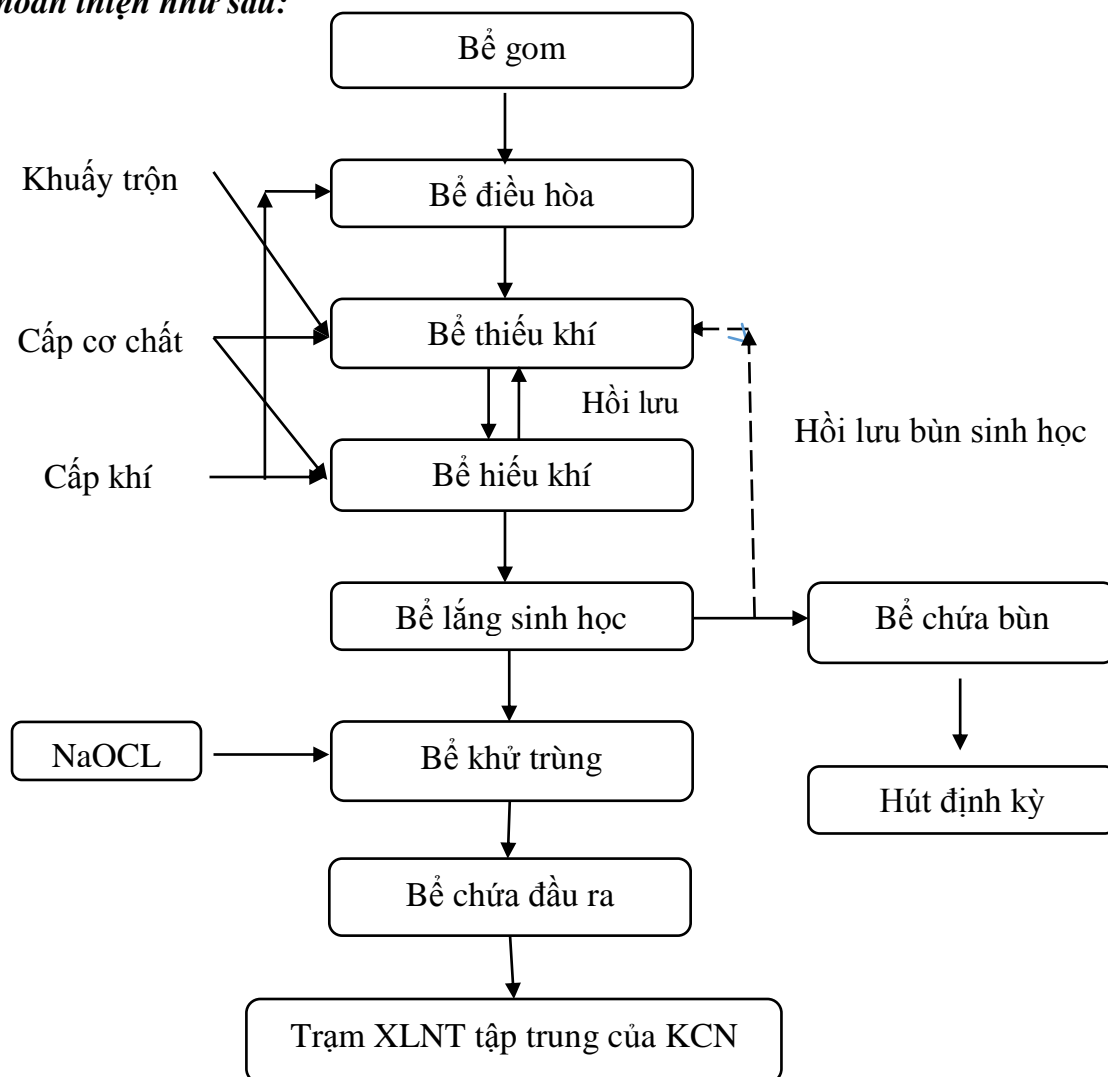 hoàn thiện như sau:
Bể gom
Khuấy trộn
Bể điều hòa
Cấp cơ chất
Bể thiếu khí
Hồi lưu
Hồi lưu bùn sinh học
Cấp khí
Bể hiếu khí
Bể lắng sinh học
Bể chứa bùn
NaOCL
Bể khử trùng
Hút định kỳ
Bể chứa đầu ra
Trạm XLNT tập trung của KCN